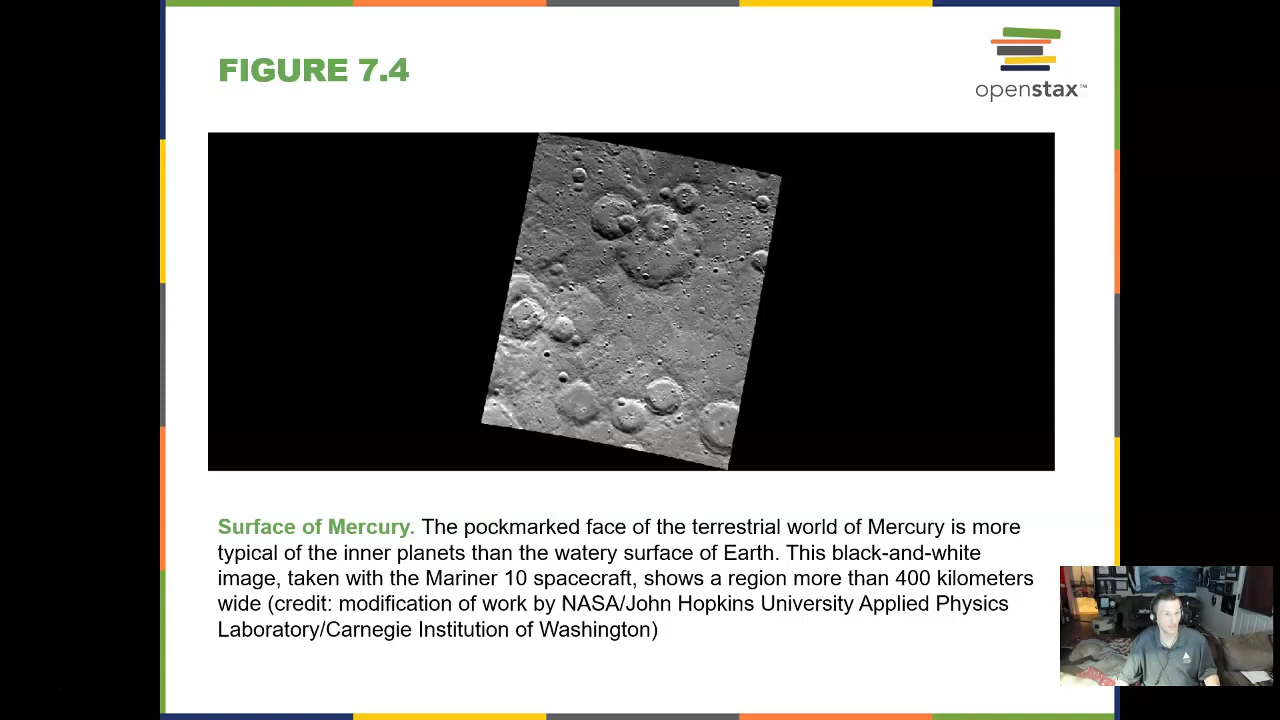 FIGURE 7.4
openstax™
Surface of Mercury. The pockmarked face of the terrestrial world of Mercury is more
typical of the inner planets than the watery surface of Earth. This black-and-white
image, taken with the Mariner 10 spacecraft, shows a region more than 400 kilometers
wide (credit: modification of work by NASA/John Hopkins University Applied Physics
Laboratory/Carnegie Institution of Washington)